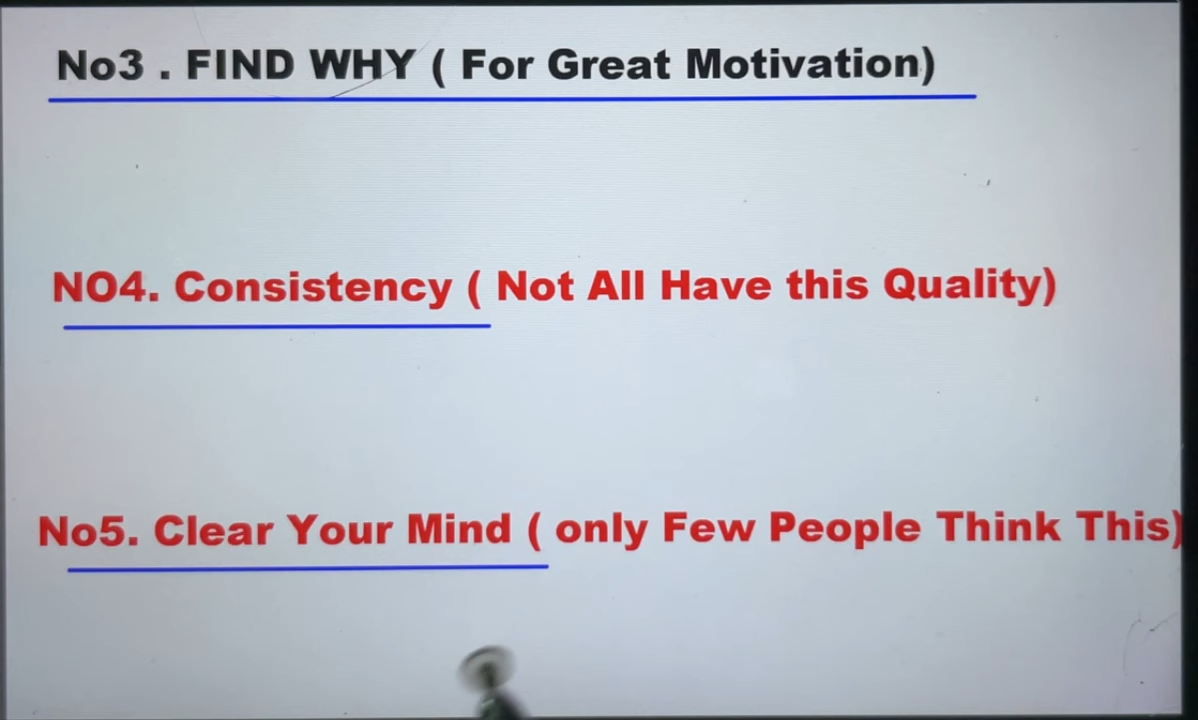 No3 . FIND WHY ( For Great Motivation)
NO4. Consistency ( Not All Have this Quality)
No5. Clear Your Mind ( only Few People Think This)